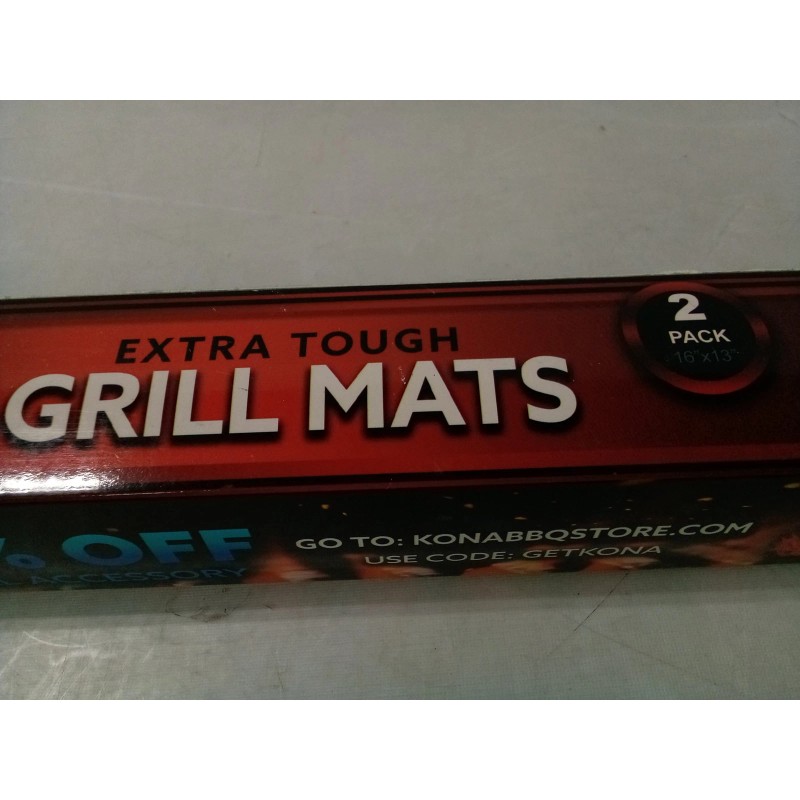 EXTRA TOUGH
GRILL MATS
2
PACK
16"x13"
% OFF
ACCESSORY
GO TO: KONABBQSTORE.COM
USE CODE: GETKONA